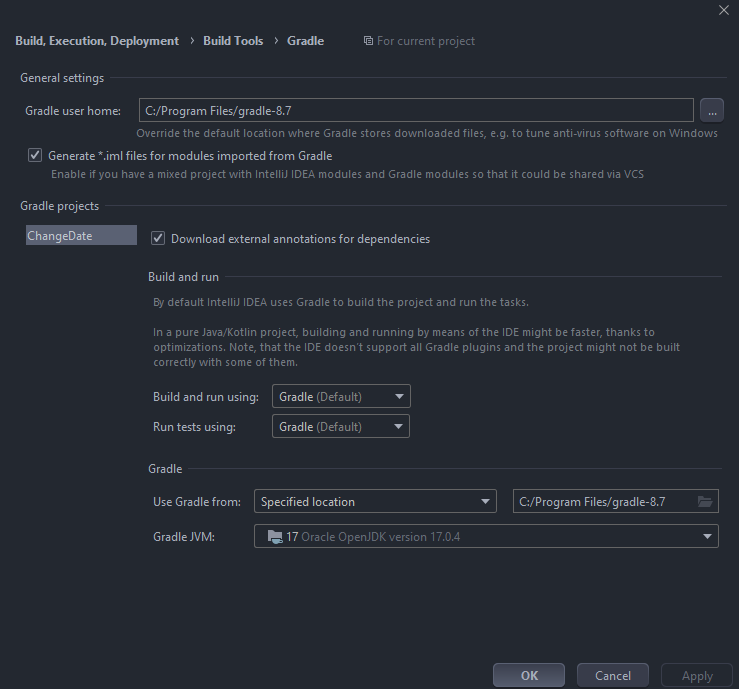 Build, Execution, Deployment › Build Tools › Gradle For current project
General settings
Gradle user home: C:/Program Files/gradle-8.7 ...
Override the default location where Gradle stores downloaded files, e.g. to tune anti-virus software on Windows
Generate *.iml files for modules imported from Gradle
Enable if you have a mixed project with IntelliJ IDEA modules and Gradle modules so that it could be shared via VCS
Gradle projects
ChangeDate
Download external annotations for dependencies
Build and run
By default IntelliJ IDEA uses Gradle to build the project and run the tasks.
In a pure Java/Kotlin project, building and running by means of the IDE might be faster, thanks to
optimizations. Note, that the IDE doesn't support all Gradle plugins and the project might not be built
correctly with some of them.
Build and run using: Gradle (Default)
Run tests using: Gradle (Default)
Gradle
Use Gradle from: Specified location C:/Program Files/gradle-8.7
Gradle JVM: 17 Oracle OpenJDK version 17.0.4
OK Cancel Apply